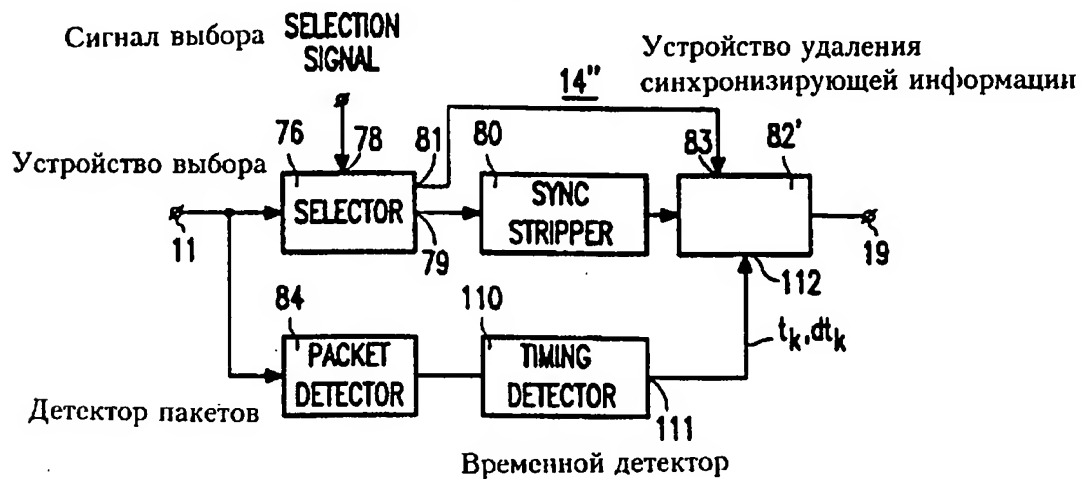 Сигнал выбора
SELECTION
SIGNAL
Устройство удаления
синхронизирующей информации
14"
76
78
81
80
83
82'
Устройство выбора
SELECTOR
SYNC
STRIPPER
11
79
19
112
84
110
t_k, dt_k
PACKET
DETECTOR
TIMING
DETECTOR
111
Детектор пакетов
Временной детектор